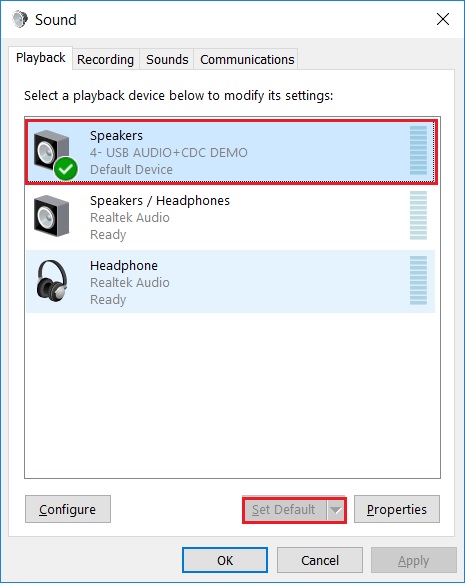 Sound
Playback Recording Sounds Communications
Select a playback device below to modify its settings:
Speakers
4- USB AUDIO+CDC DEMO
Default Device
Speakers / Headphones
Realtek Audio
Ready
Headphone
Realtek Audio
Ready
Configure Set Default Properties
OK Cancel Apply